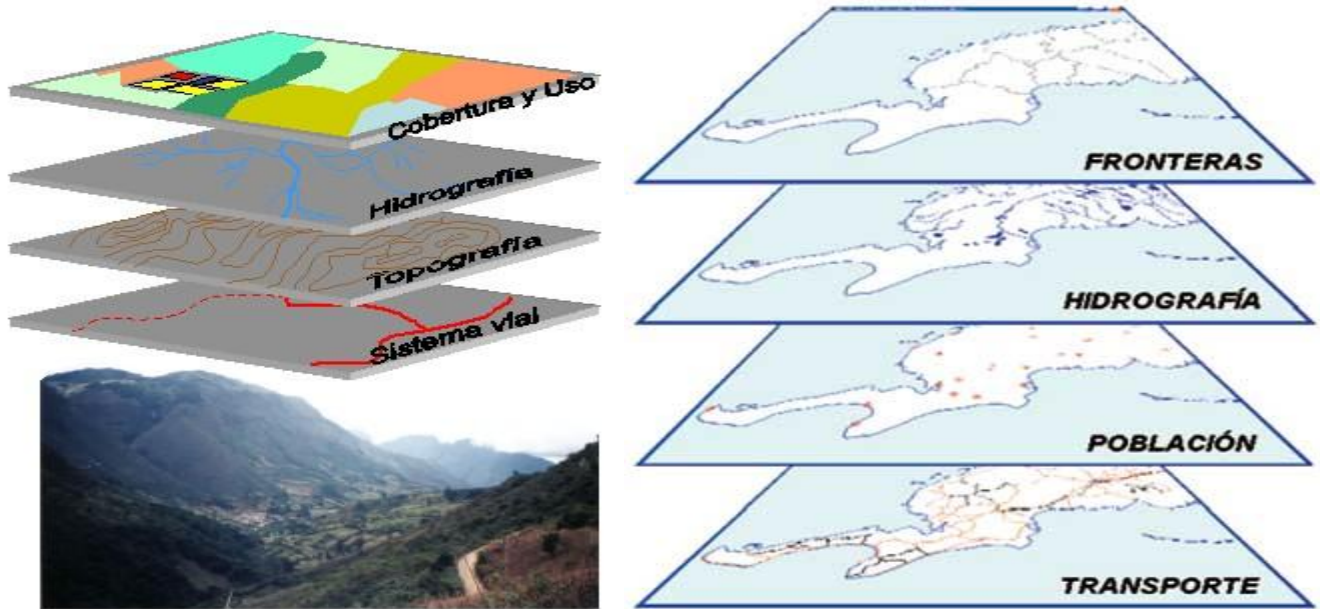 Cobertura y Uso
Hidrografía
Topografía
Sistema vial
FRONTERAS
HIDROGRAFÍA
POBLACIÓN
TRANSPORTE